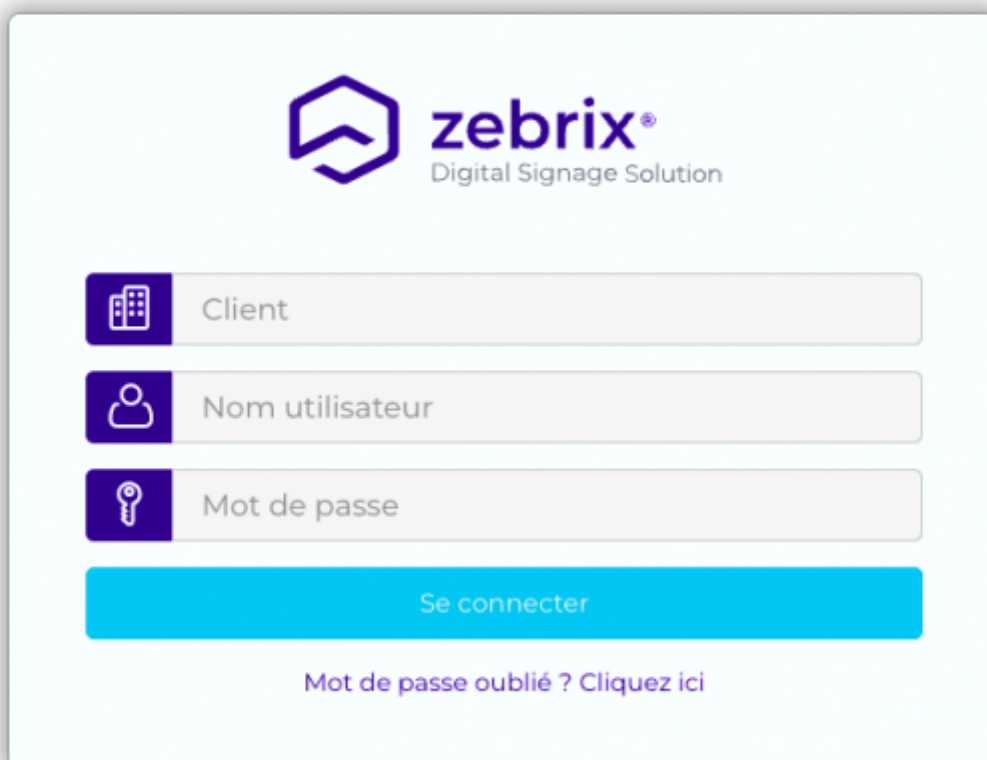 zebrix®
Digital Signage Solution
Client
Nom utilisateur
Mot de passe
Se connecter
Mot de passe oublié ? Cliquez ici